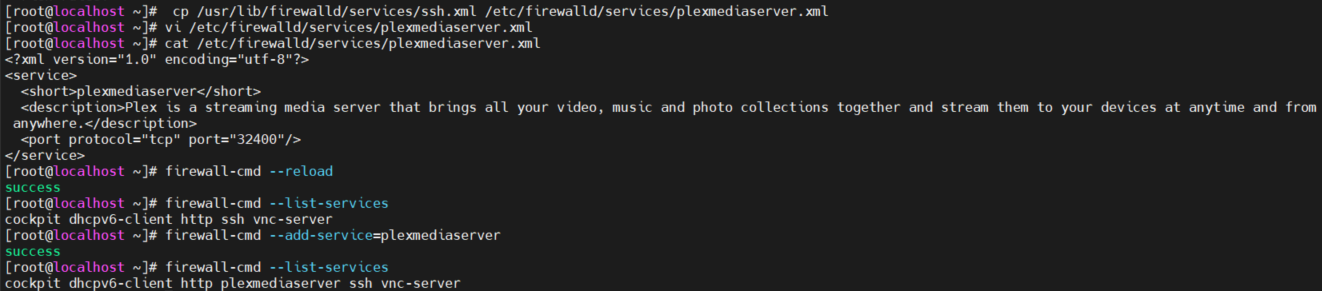 [root@localhost ~]#  cp /usr/lib/firewalld/services/ssh.xml /etc/firewalld/services/plexmediaserver.xml
[root@localhost ~]# vi /etc/firewalld/services/plexmediaserver.xml
[root@localhost ~]# cat /etc/firewalld/services/plexmediaserver.xml
<?xml version="1.0" encoding="utf-8"?>
<service>
  <short>plexmediaserver</short>
  <description>Plex is a streaming media server that brings all your video, music and photo collections together and stream them to your devices at anytime and from
 anywhere.</description>
  <port protocol="tcp" port="32400"/>
</service>
[root@localhost ~]# firewall-cmd --reload
success
[root@localhost ~]# firewall-cmd --list-services
cockpit dhcpv6-client http ssh vnc-server
[root@localhost ~]# firewall-cmd --add-service=plexmediaserver
success
[root@localhost ~]# firewall-cmd --list-services
cockpit dhcpv6-client http plexmediaserver ssh vnc-server